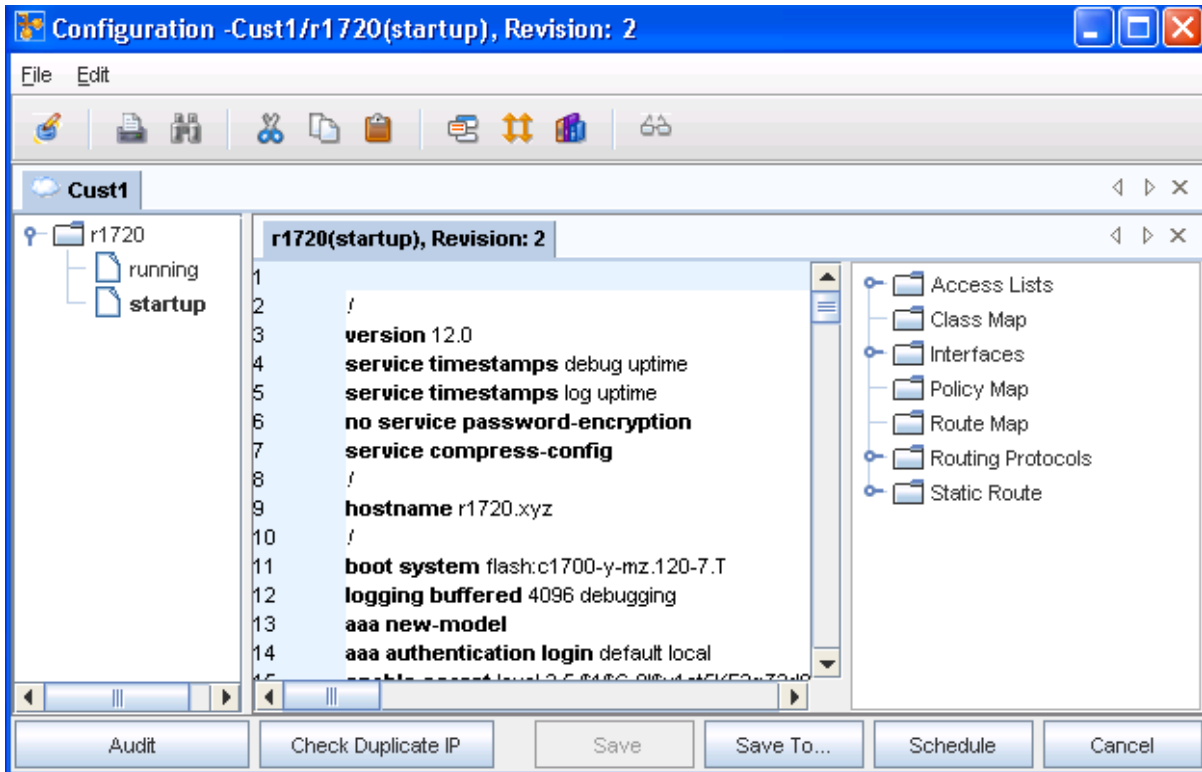 Configuration -Cust1/r1720(startup), Revision: 2
File Edit
Cust1
r1720
running
startup
r1720(startup), Revision: 2
1
2 !
3 version 12.0
4 service timestamps debug uptime
5 service timestamps log uptime
6 no service password-encryption
7 service compress-config
8 !
9 hostname r1720.xyz
10 !
11 boot system flash:c1700-y-mz.120-7.T
12 logging buffered 4096 debugging
13 aaa new-model
14 aaa authentication login default local
Access Lists
Class Map
Interfaces
Policy Map
Route Map
Routing Protocols
Static Route
Audit Check Duplicate IP Save Save To... Schedule Cancel